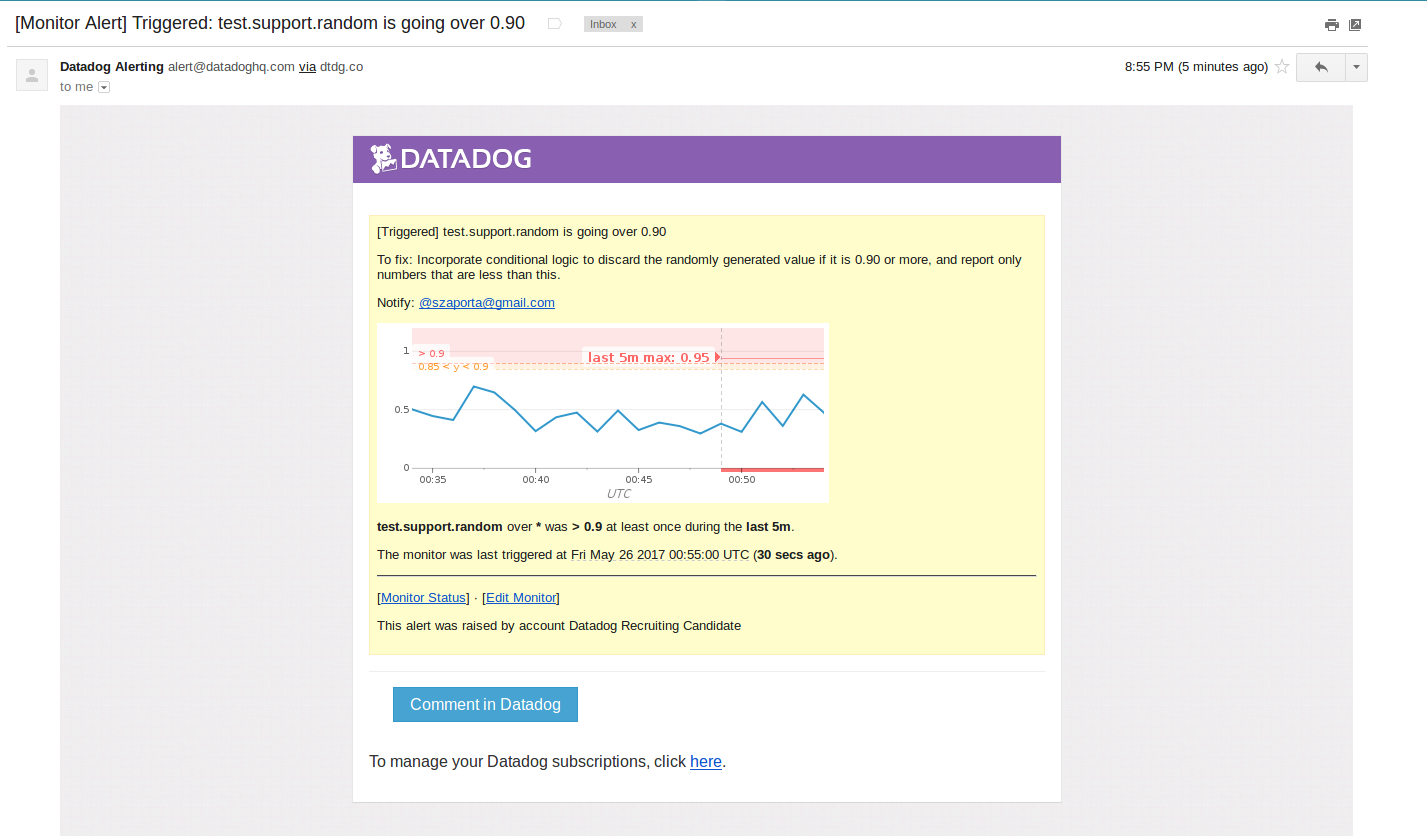 [Monitor Alert] Triggered: test.support.random is going over 0.90
Inbox x
Datadog Alerting alert@datadoghq.com via dtdg.co
8:55 PM (5 minutes ago)
to me
DATADOG
[Triggered] test.support.random is going over 0.90
To fix: Incorporate conditional logic to discard the randomly generated value if it is 0.90 or more, and report only
numbers that are less than this.
Notify: @szaporta@gmail.com
1
> 0.9
last 5m max: 0.95
0.85 < y < 0.9
0.5
0
00:35 00:40 00:45 00:50
UTC
test.support.random over * was > 0.9 at least once during the last 5m.
The monitor was last triggered at Fri May 26 2017 00:55:00 UTC (30 secs ago).
[Monitor Status] · [Edit Monitor]
This alert was raised by account Datadog Recruiting Candidate
Comment in Datadog
To manage your Datadog subscriptions, click here.